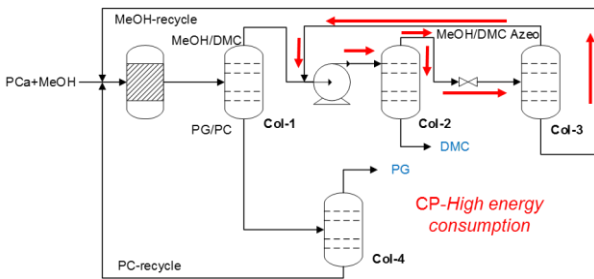 MeOH-recycle
MeOH/DMC
MeOH/DMC Azeo
PCa+MeOH
Col-1
Col-2
Col-3
PG/PC
DMC
PG
CP-High energy
consumption
Col-4
PC-recycle